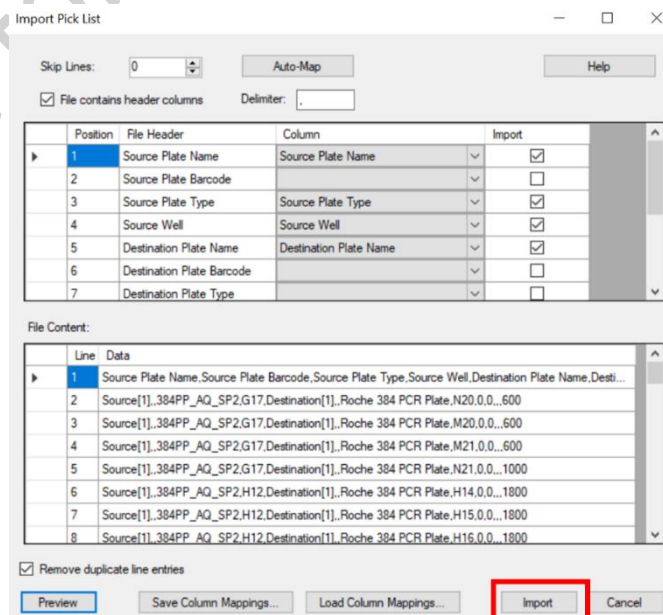 Import Pick List
Skip Lines: 0 Auto-Map Help
File contains header columns Delimiter: ,
Position File Header Column Import
1 Source Plate Name Source Plate Name
2 Source Plate Barcode
3 Source Plate Type Source Plate Type
4 Source Well Source Well
5 Destination Plate Name Destination Plate Name
6 Destination Plate Barcode
7 Destination Plate Type
File Content:
Line Data
1 Source Plate Name,Source Plate Barcode,Source Plate Type,Source Well,Destination Plate Name,Desti...
2 Source[1],,384PP_AQ_SP2,G17,Destination[1],,Roche 384 PCR Plate,N20,0,0,,,600
3 Source[1],,384PP_AQ_SP2,G17,Destination[1],,Roche 384 PCR Plate,M20,0,0,,,600
4 Source[1],,384PP_AQ_SP2,G17,Destination[1],,Roche 384 PCR Plate,M21,0,0,,,600
5 Source[1],,384PP_AQ_SP2,G17,Destination[1],,Roche 384 PCR Plate,N21,0,0,,,1000
6 Source[1],,384PP_AQ_SP2,H12,Destination[1],,Roche 384 PCR Plate,H14,0,0,,,1800
7 Source[1],,384PP_AQ_SP2,H12,Destination[1],,Roche 384 PCR Plate,H15,0,0,,,1800
8 Source[1],,384PP_AQ_SP2,H12,Destination[1],,Roche 384 PCR Plate,H16,0,0,,,1800
Remove duplicate line entries
Preview Save Column Mappings... Load Column Mappings... Import Cancel